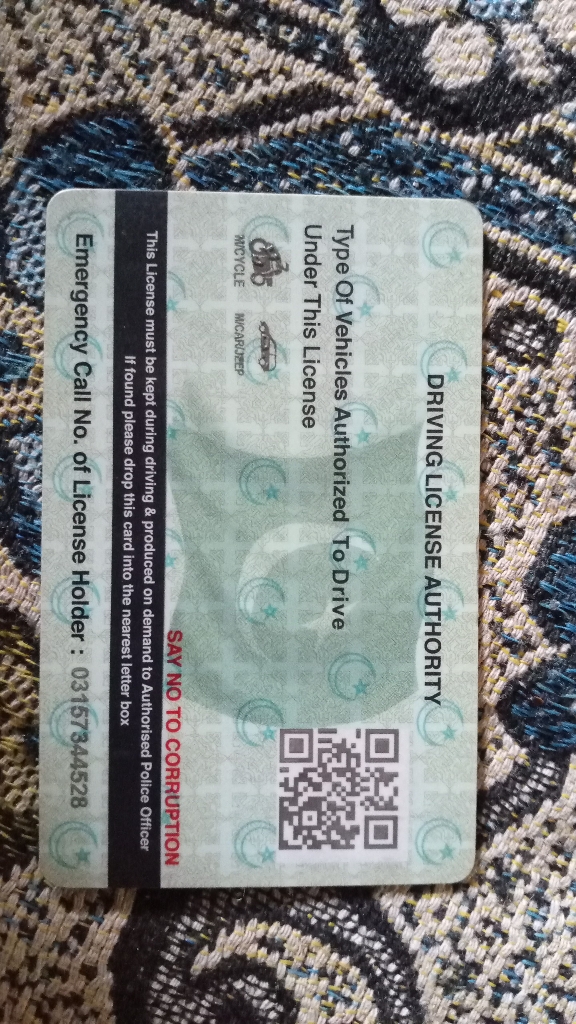 DRIVING LICENSE AUTHORITY
Type Of Vehicles Authorized To Drive
Under This License
M/CYCLE M/CAR/JEEP
SAY NO TO CORRUPTION
This License must be kept during driving & produced on demand to Authorised Police Officer
If found please drop this card into the nearest letter box
Emergency Call No. of License Holder : 03157344528